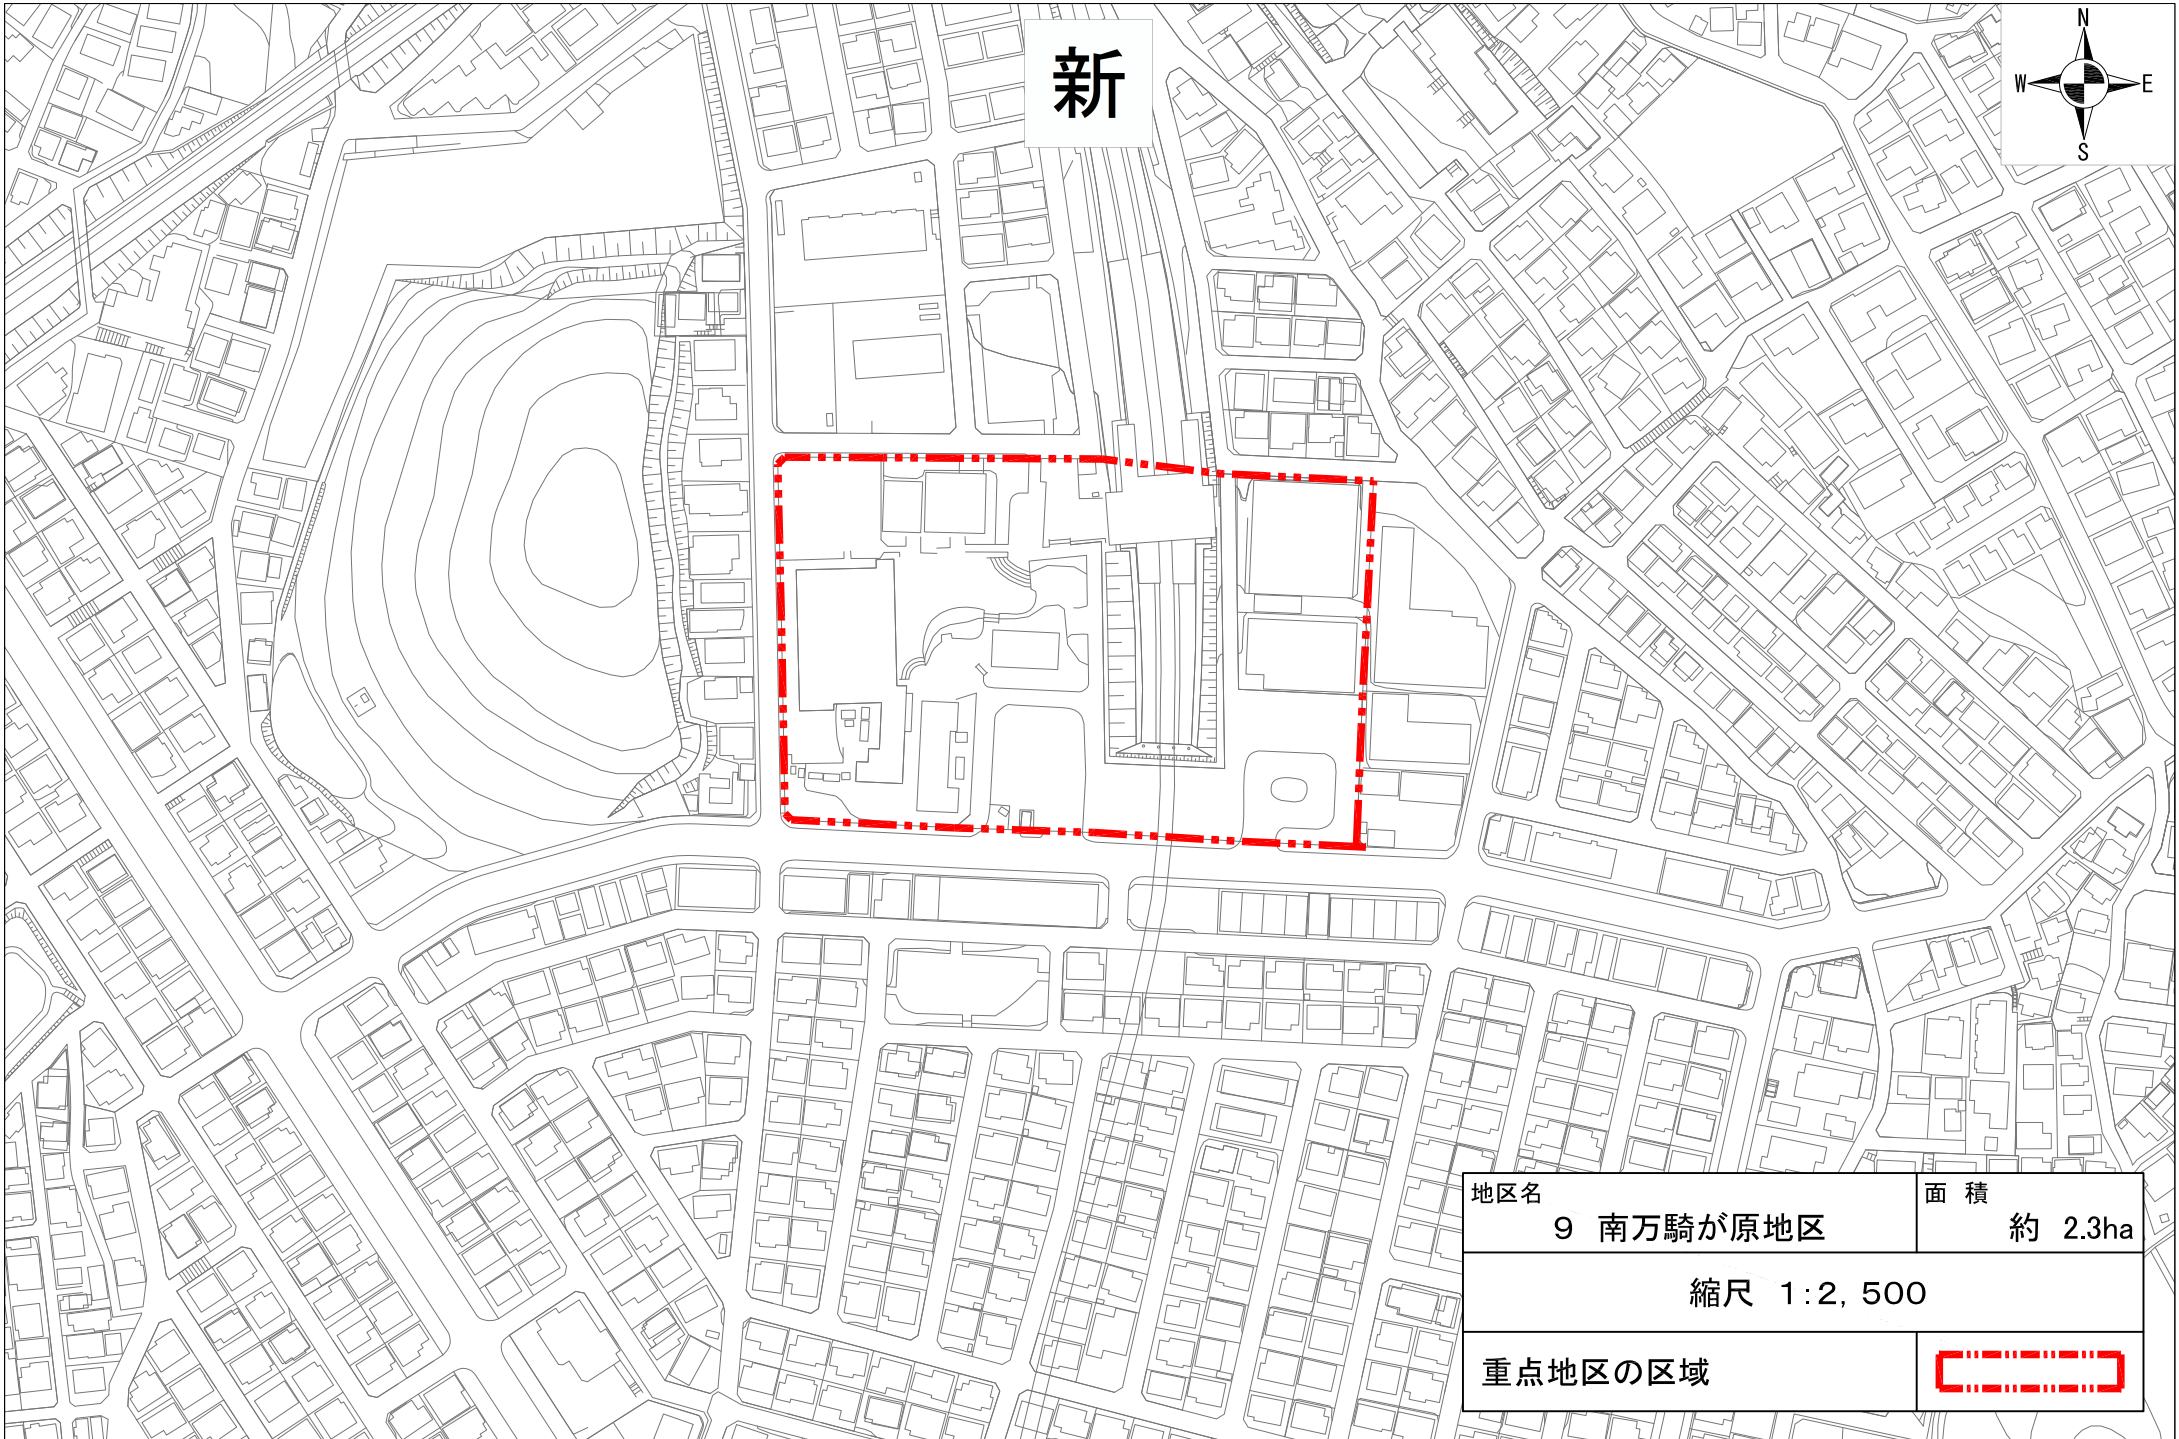 新
N
W E
S
地区名
9 南万騎が原地区
面 積
約 2.3ha
縮尺 1:2,500
重点地区の区域